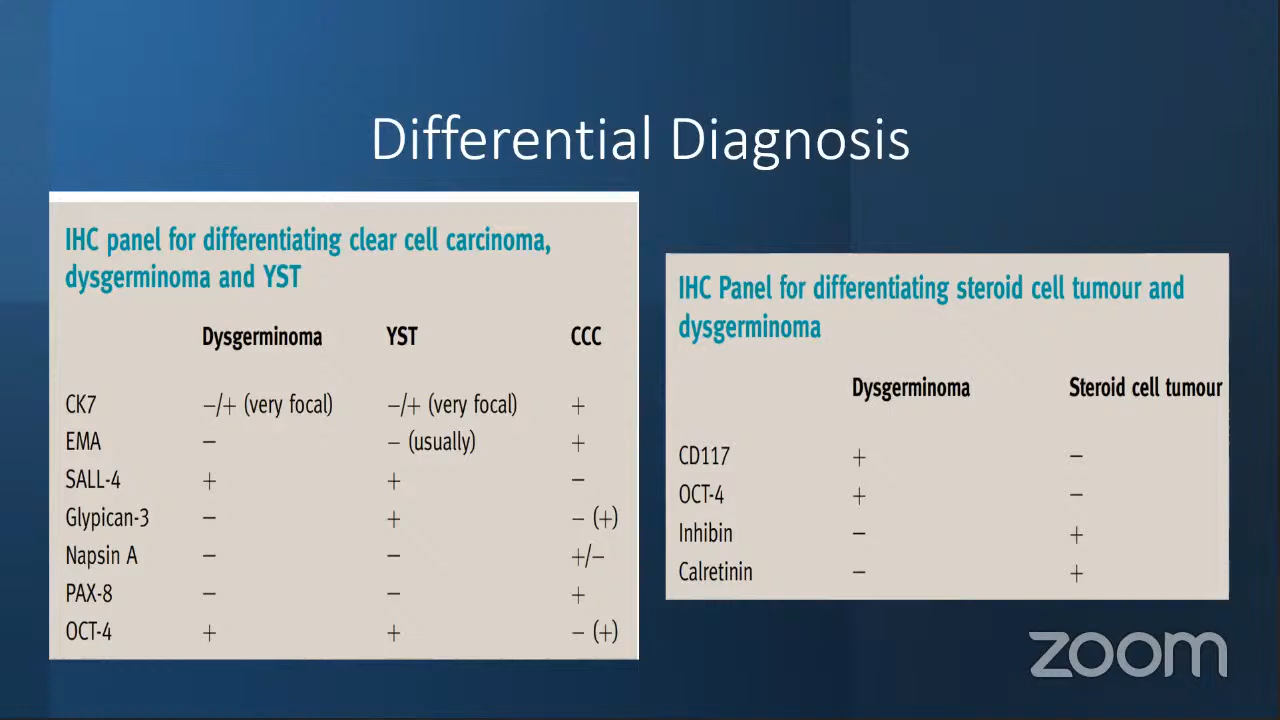 Differential Diagnosis
IHC panel for differentiating clear cell carcinoma,
dysgerminoma and YST
Dysgerminoma YST CCC
CK7 −/+ (very focal) −/+ (very focal) +
EMA − − (usually) +
SALL-4 + + −
Glypican-3 − + − (+)
Napsin A − − +/−
PAX-8 − − +
OCT-4 + + − (+)
IHC Panel for differentiating steroid cell tumour and
dysgerminoma
Dysgerminoma Steroid cell tumour
CD117 + −
OCT-4 + −
Inhibin − +
Calretinin − +
zoom